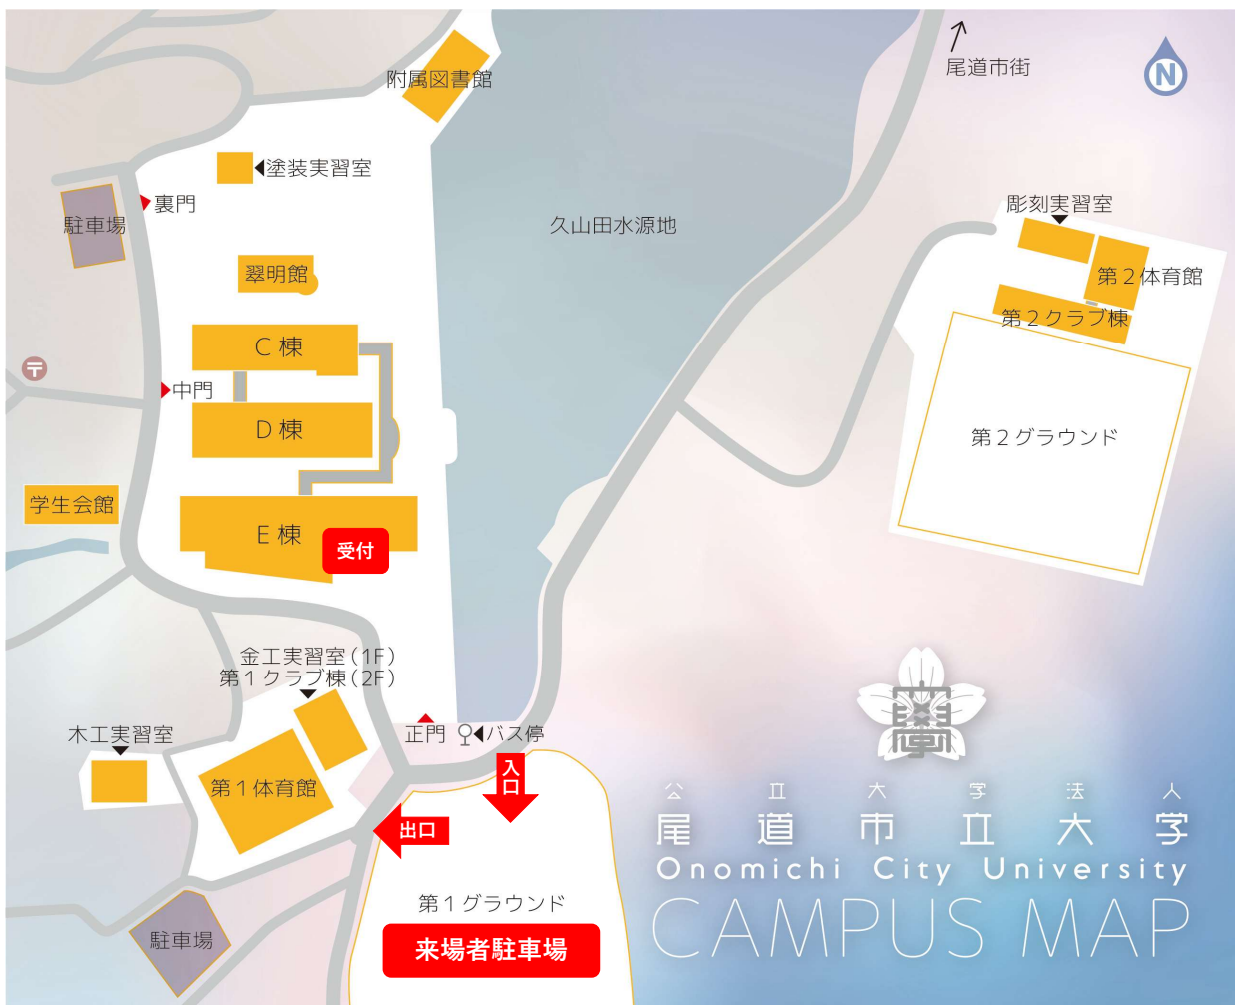 尾道市街
N
附属図書館
塗装実習室
裏門
駐車場
久山田水源地
彫刻実習室
第2体育館
第2クラブ棟
翠明館
C棟
〒
中門
D棟
第2グラウンド
学生会館
E棟
受付
金工実習室(1F)
第1クラブ棟(2F)
木工実習室
正門
バス停
入口
第1体育館
出口
第1グラウンド
来場者駐車場
駐車場
大學
公立大学法人
尾道市立大学
Onomichi City University
CAMPUS MAP